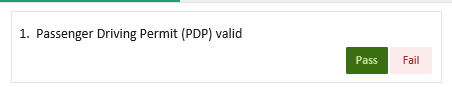 1. Passenger Driving Permit (PDP) valid
Pass Fail